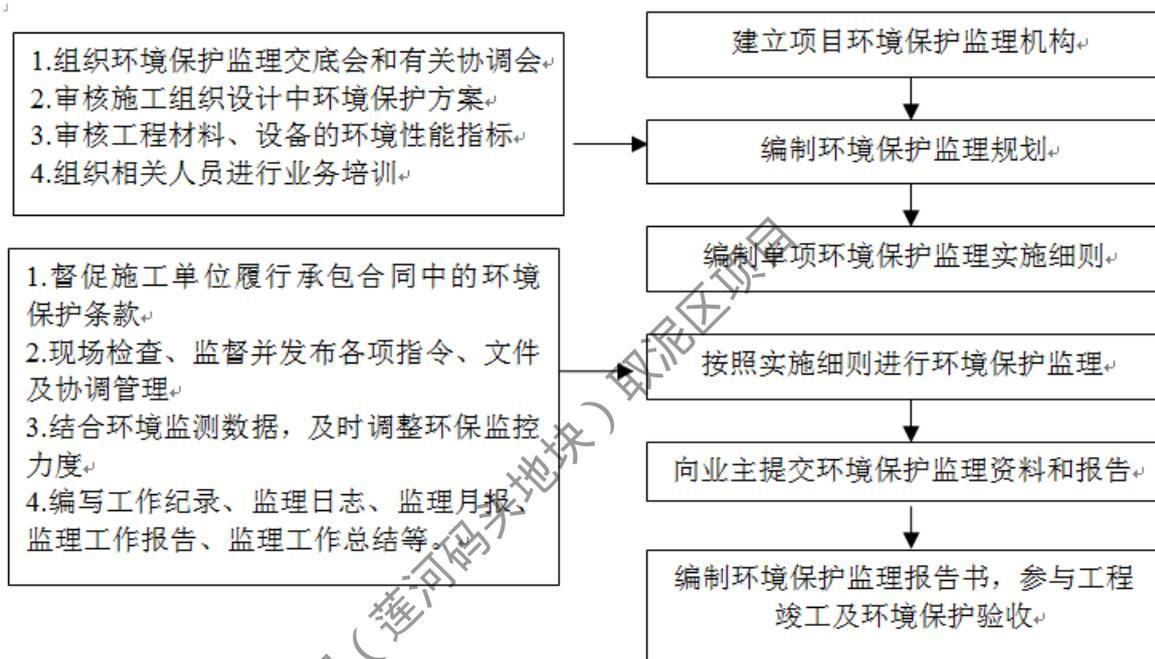 1.组织环境保护监理交底会和有关协调会
2.审核施工组织设计中环境保护方案
3.审核工程材料、设备的环境性能指标
4.组织相关人员进行业务培训
1.督促施工单位履行承包合同中的环境
保护条款
2.现场检查、监督并发布各项指令、文件
及协调管理
3.结合环境监测数据，及时调整环保监控
力度
4.编写工作纪录、监理日志、监理月报、
监理工作报告、监理工作总结等。
建立项目环境保护监理机构
编制环境保护监理规划
编制单项环境保护监理实施细则
按照实施细则进行环境保护监理
向业主提交环境保护监理资料和报告
编制环境保护监理报告书，参与工程
竣工及环境保护验收
（莲河码头地块）取泥区项目